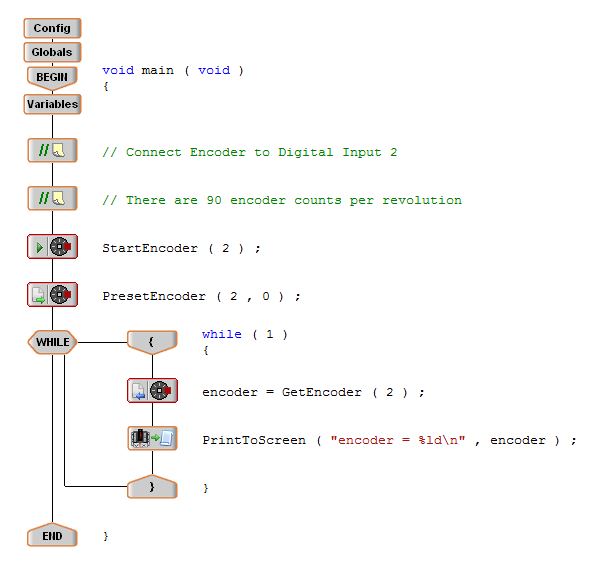 Config
Globals
BEGIN void main ( void )
{
Variables
// // Connect Encoder to Digital Input 2
// // There are 90 encoder counts per revolution
StartEncoder ( 2 ) ;
PresetEncoder ( 2 , 0 ) ;
WHILE { while ( 1 )
{
encoder = GetEncoder ( 2 ) ;
PrintToScreen ( "encoder = %ld\n" , encoder ) ;
} }
END }